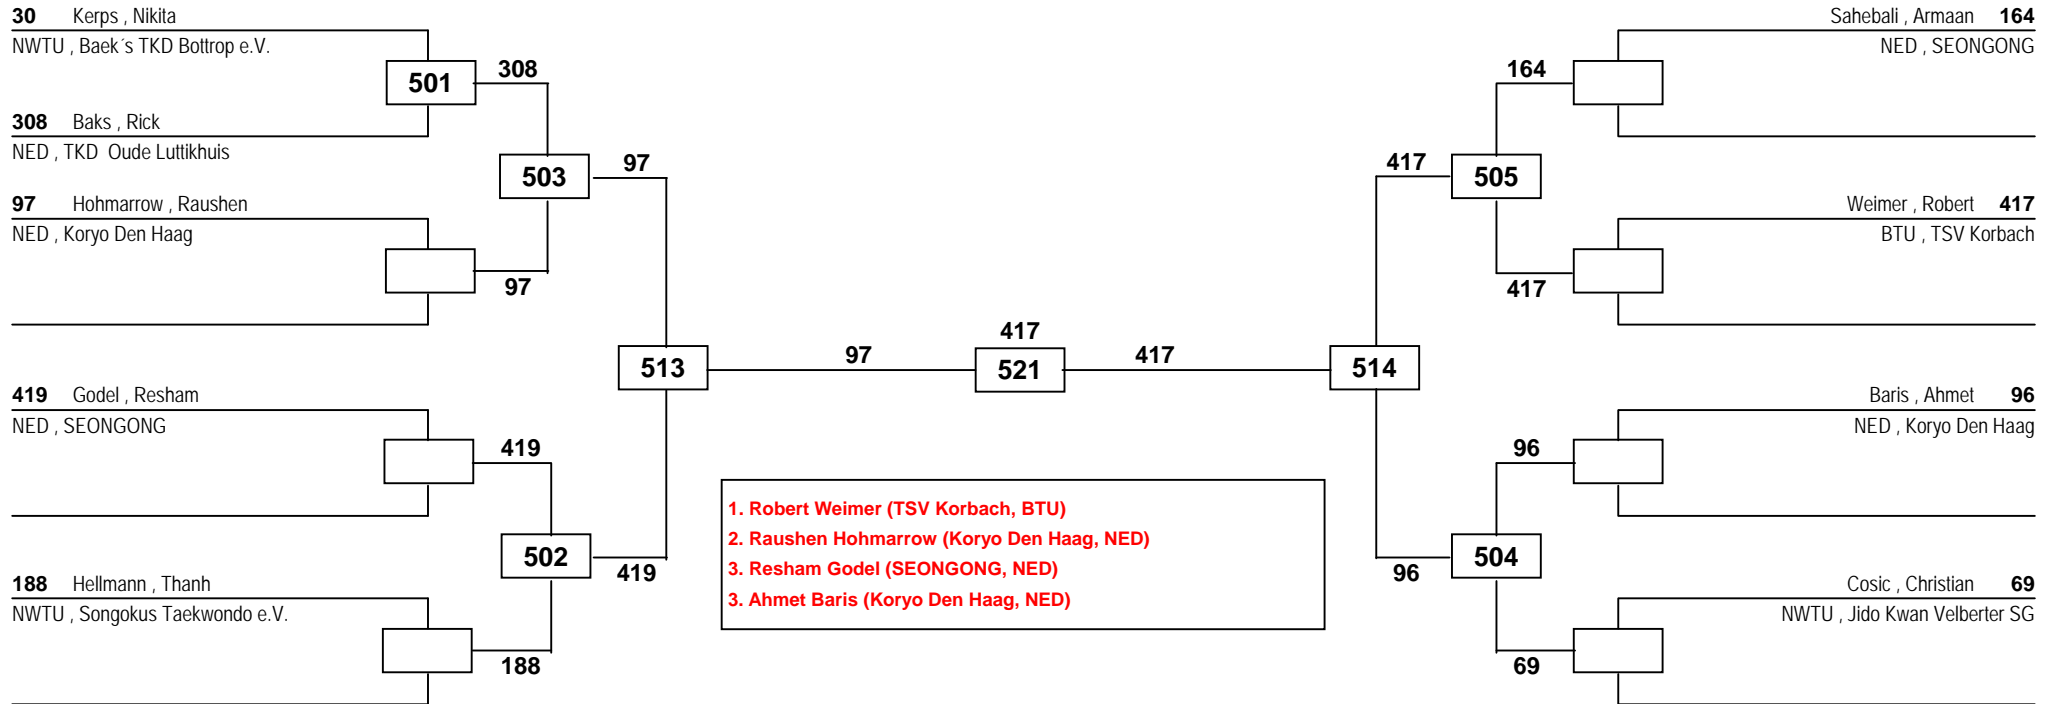 30 Kerps , Nikita
NWTU , Baek´s TKD Bottrop e.V.
501
308
308 Baks , Rick
NED , TKD Oude Luttikhuis
503
97
97 Hohmarrow , Raushen
NED , Koryo Den Haag
97
513
97
419 Godel , Resham
NED , SEONGONG
419
502
419
188 Hellmann , Thanh
NWTU , Songokus Taekwondo e.V.
188
417
521
417
514
1. Robert Weimer (TSV Korbach, BTU)
2. Raushen Hohmarrow (Koryo Den Haag, NED)
3. Resham Godel (SEONGONG, NED)
3. Ahmet Baris (Koryo Den Haag, NED)
Sahebali , Armaan 164
NED , SEONGONG
164
417
505
Weimer , Robert 417
BTU , TSV Korbach
417
Baris , Ahmet 96
NED , Koryo Den Haag
96
504
96
Cosic , Christian 69
NWTU , Jido Kwan Velberter SG
69